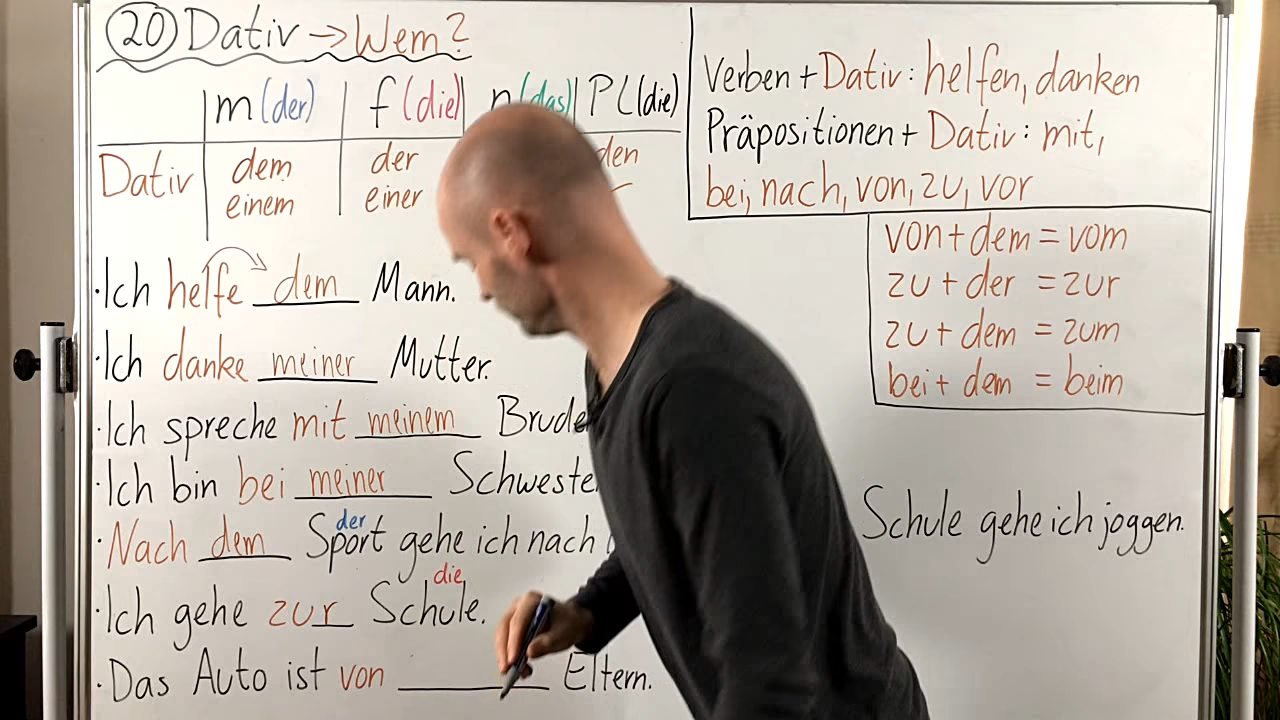 20 Dativ → Wem?
m (der) f (die) n (das) Pl (die)
Dativ dem der den
einem einer -
· Ich helfe dem Mann.
· Ich danke meiner Mutter.
· Ich spreche mit meinem Brude
· Ich bin bei meiner Schweste
der
· Nach dem Sport gehe ich nach
die
· Ich gehe zur Schule.
· Das Auto ist von ______ Eltern.
Verben + Dativ: helfen, danken
Präpositionen + Dativ: mit,
bei, nach, von, zu, vor
von + dem = vom
zu + der = zur
zu + dem = zum
bei + dem = beim
Schule gehe ich joggen.